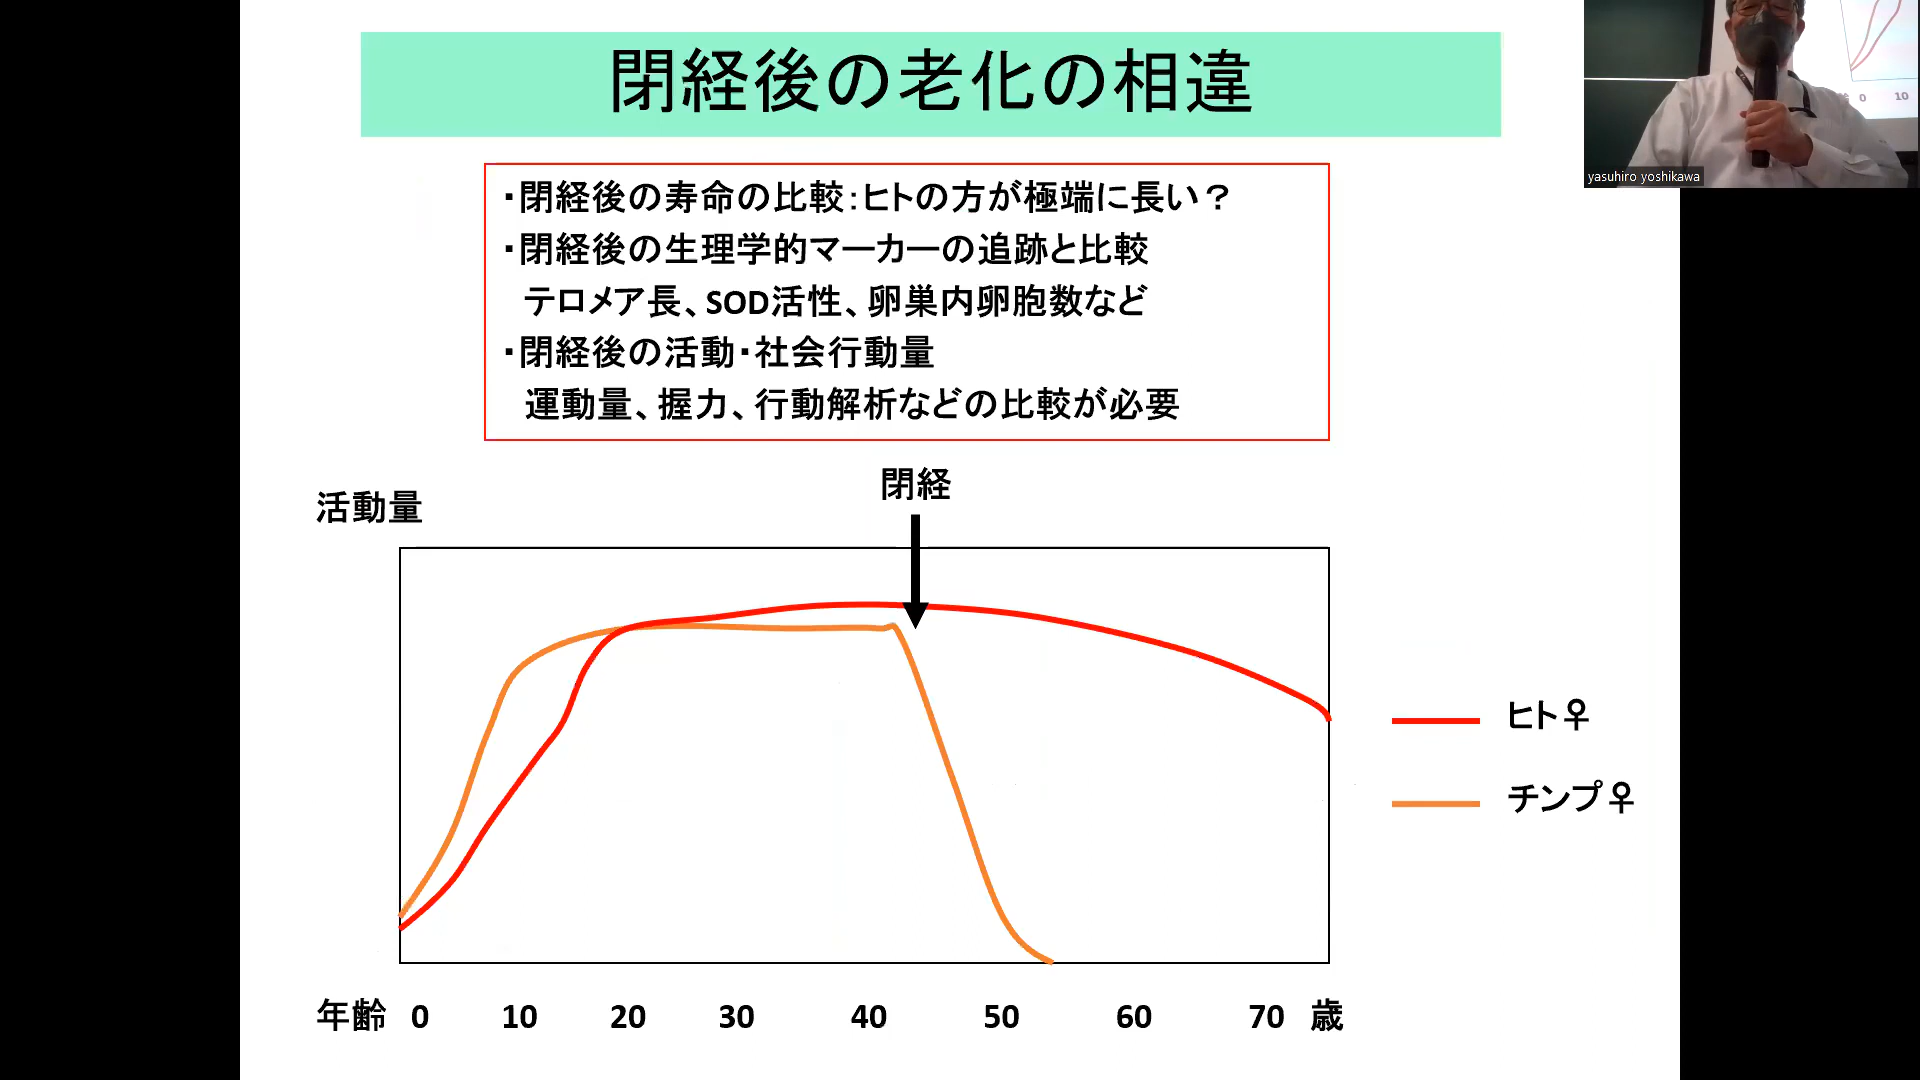 閉経後の老化の相違
・閉経後の寿命の比較：ヒトの方が極端に長い？
・閉経後の生理学的マーカーの追跡と比較
テロメア長、SOD活性、卵巣内卵胞数など
・閉経後の活動・社会行動量
運動量、握力、行動解析などの比較が必要
閉経
活動量
ヒト♀
チンプ♀
年齢 0 10 20 30 40 50 60 70 歳
yasuhiro yoshikawa
0 10